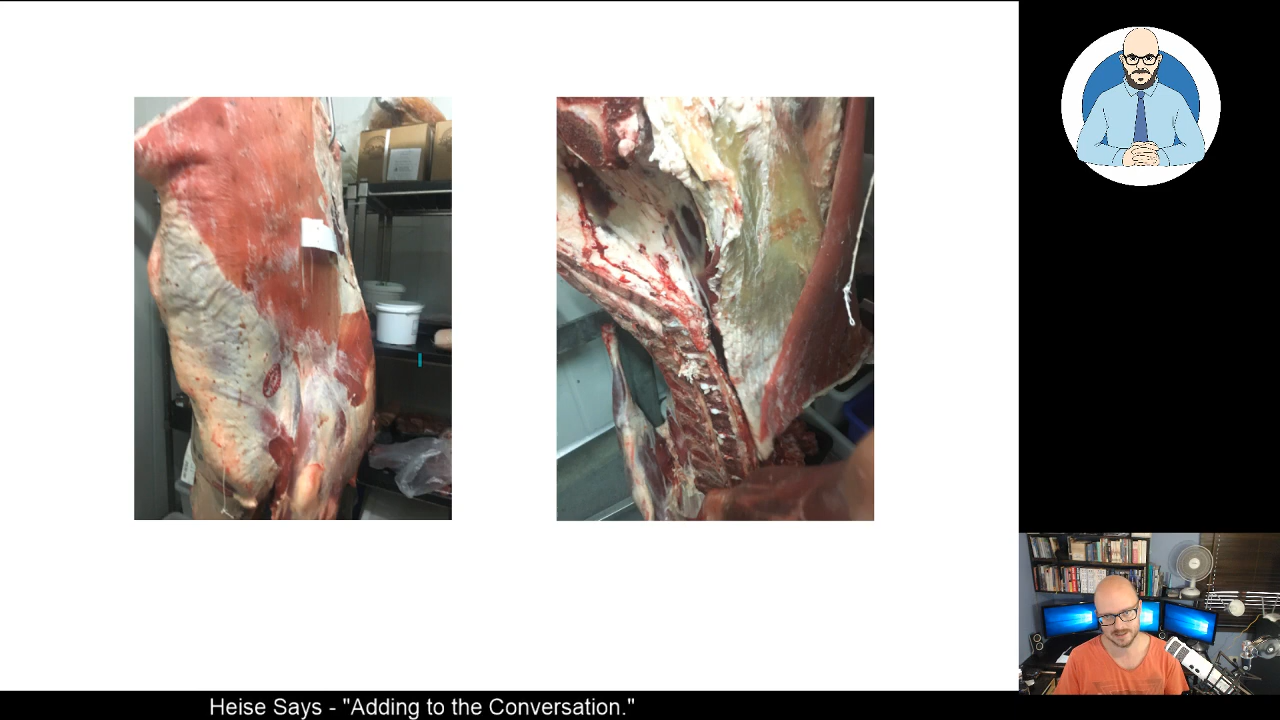 Heise Says - "Adding to the Conversation."